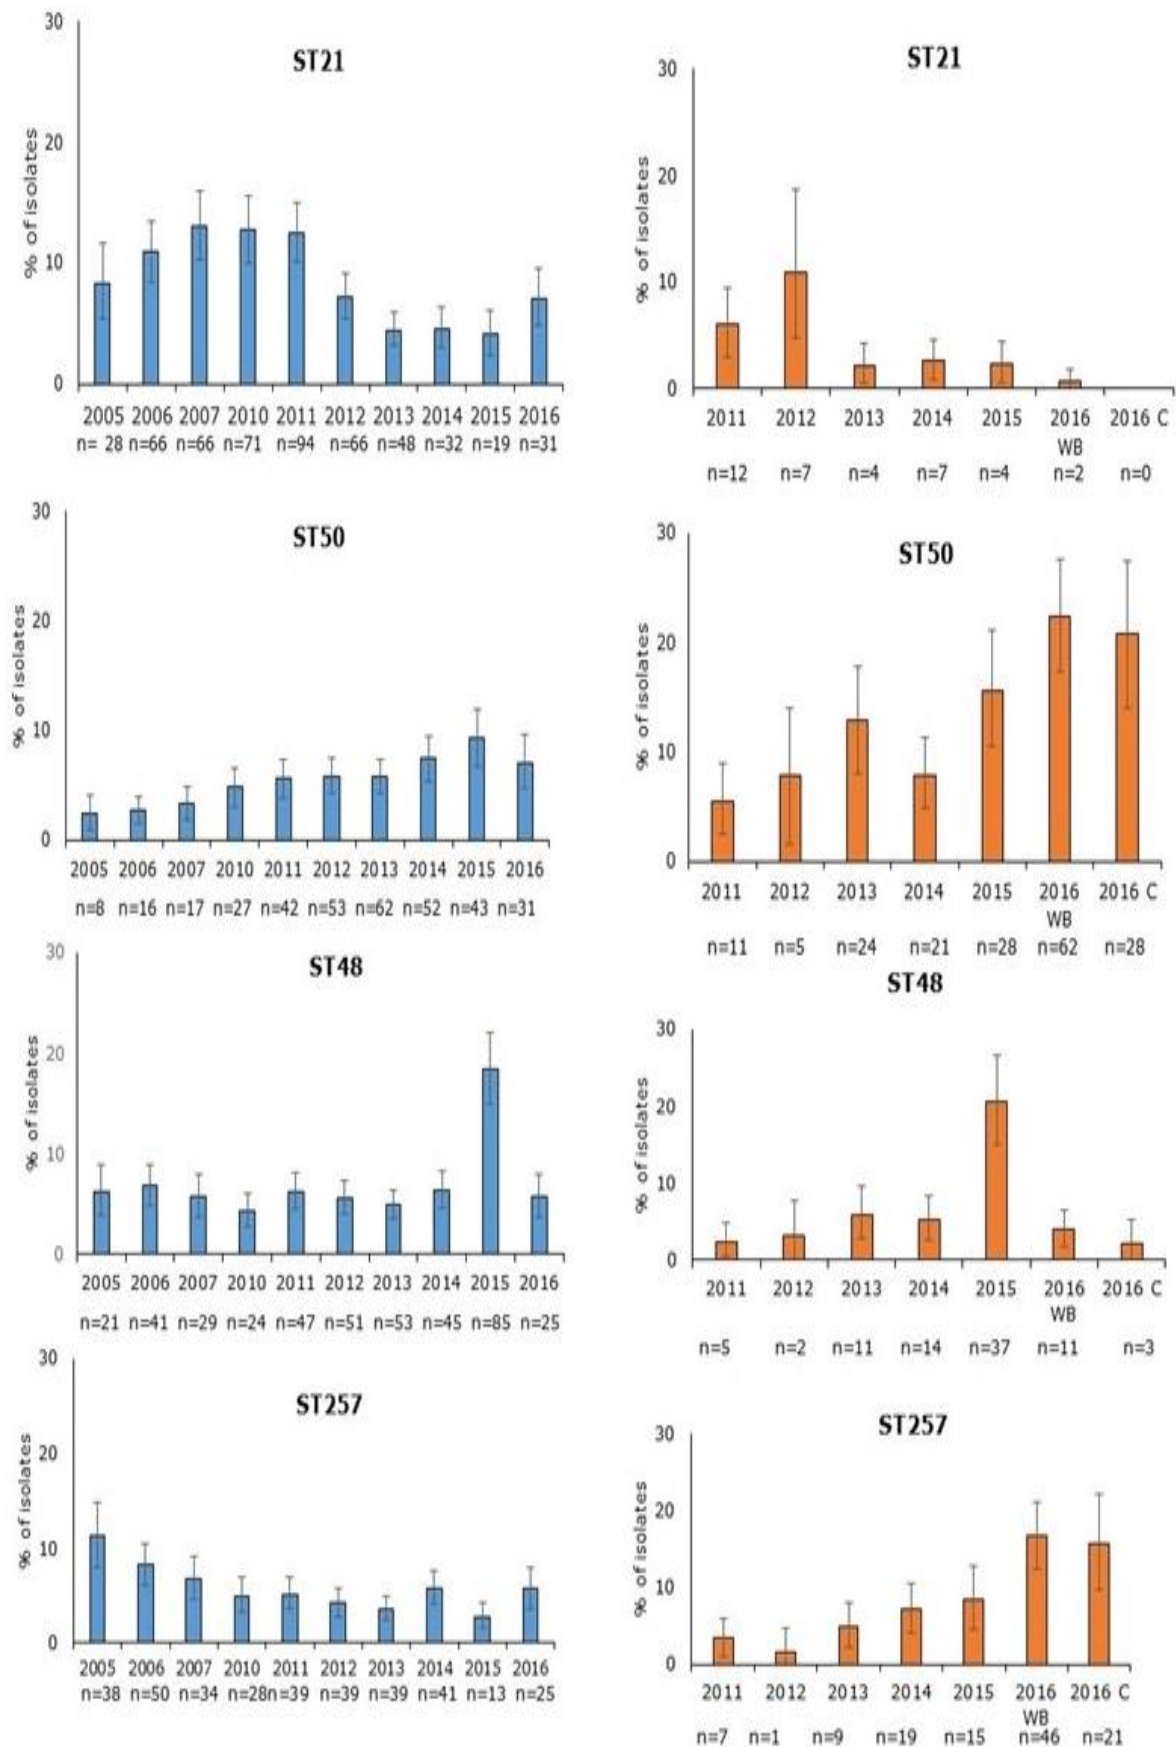 ST21
% of isolates
30
20
10
0
2005 2006 2007 2010 2011 2012 2013 2014 2015 2016
n= 28 n=66 n=66 n=71 n=94 n=66 n=48 n=32 n=19 n=31
ST21
% of isolates
30
20
10
0
2011 2012 2013 2014 2015 2016 2016 C
WB
n=12 n=7 n=4 n=7 n=4 n=2 n=0
ST50
% of isolates
30
20
10
0
2005 2006 2007 2010 2011 2012 2013 2014 2015 2016
n=8 n=16 n=17 n=27 n=42 n=53 n=62 n=52 n=43 n=31
ST50
% of isolates
30
20
10
0
2011 2012 2013 2014 2015 2016 2016 C
WB
n=11 n=5 n=24 n=21 n=28 n=62 n=28
ST48
% of isolates
30
20
10
0
2005 2006 2007 2010 2011 2012 2013 2014 2015 2016
n=21 n=41 n=29 n=24 n=47 n=51 n=53 n=45 n=85 n=25
ST48
% of isolates
30
20
10
0
2011 2012 2013 2014 2015 2016 2016 C
WB
n=5 n=2 n=11 n=14 n=37 n=11 n=3
ST257
% of isolates
30
20
10
0
2005 2006 2007 2010 2011 2012 2013 2014 2015 2016
n=38 n=50 n=34 n=28 n=39 n=39 n=39 n=41 n=13 n=25
ST257
% of isolates
30
20
10
0
2011 2012 2013 2014 2015 2016 2016 C
WB
n=7 n=1 n=9 n=19 n=15 n=46 n=21